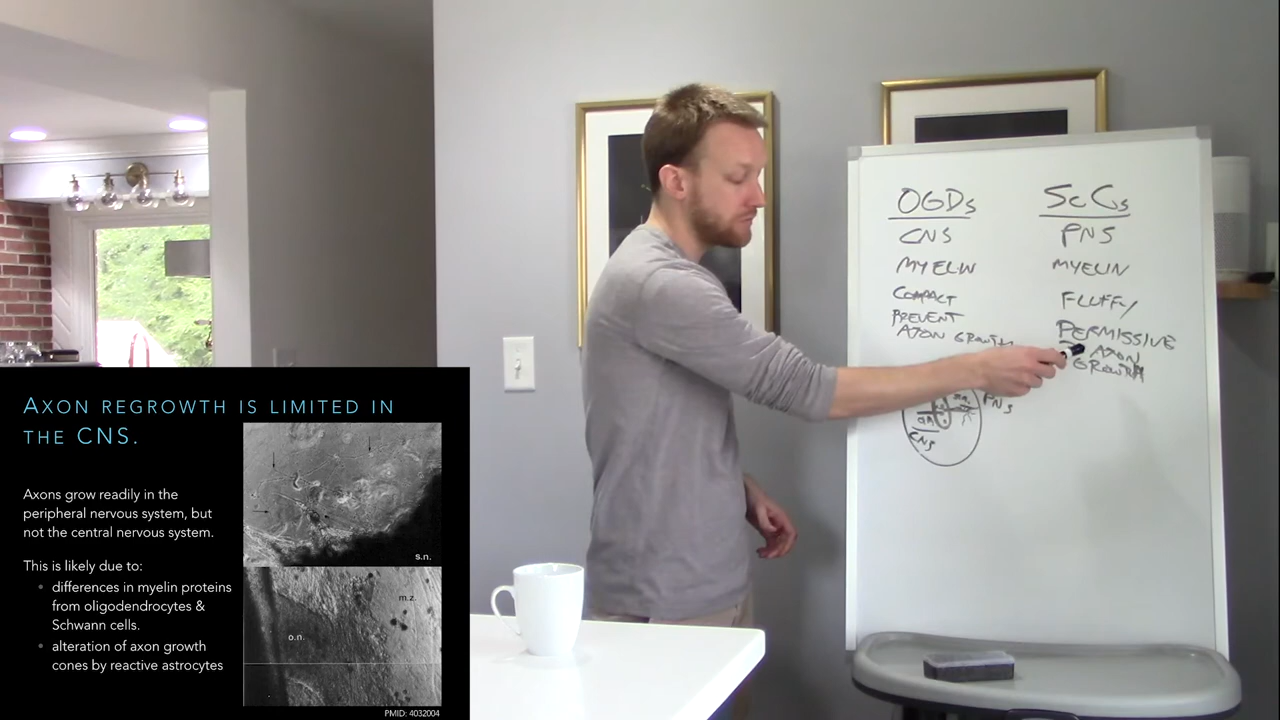 OGDs
CNS
MYELIN
COMPACT
PREVENT
AXON GROWTH
ScCs
PNS
MYELIN
FLUFFY
PERMISSIVE
AXON
GROWTH
PNS
CNS
AXON REGROWTH IS LIMITED IN
THE CNS.
Axons grow readily in the
peripheral nervous system, but
not the central nervous system.
This is likely due to:
• differences in myelin proteins
from oligodendrocytes &
Schwann cells.
• alteration of axon growth
cones by reactive astrocytes
s.n.
m.z.
o.n.
PMID: 4032004